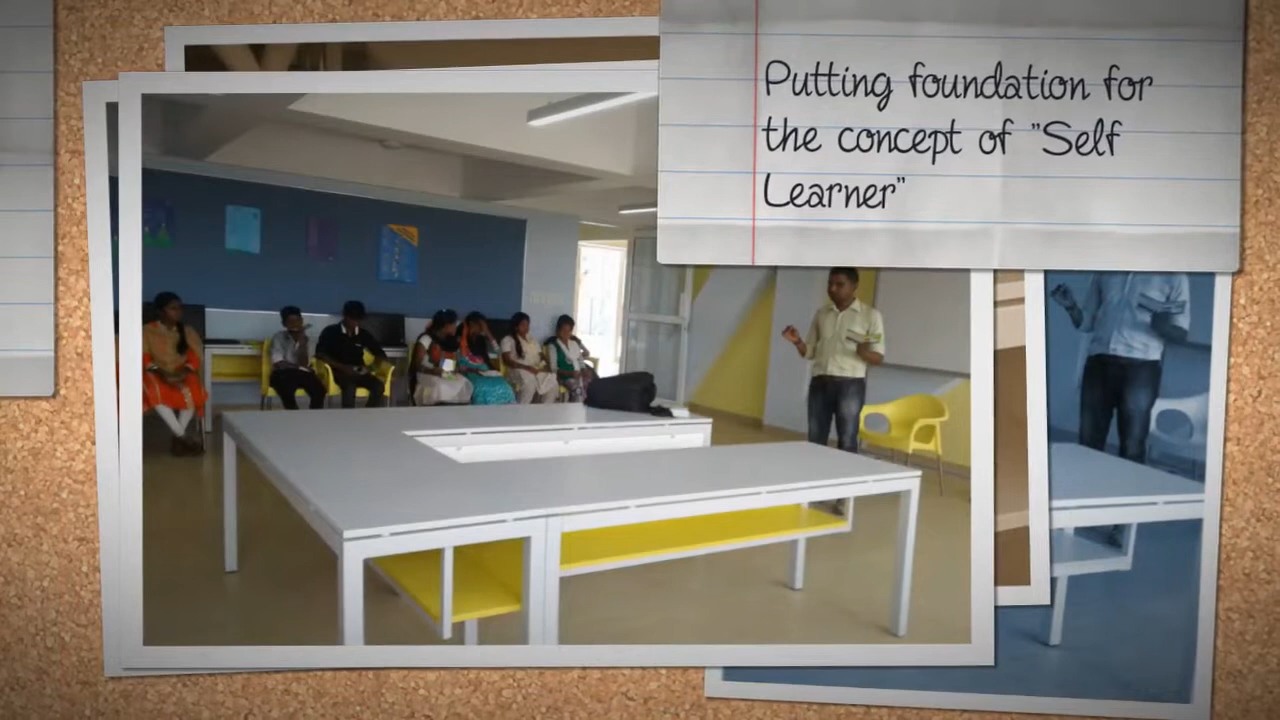 Putting foundation for
the concept of "Self
Learner"